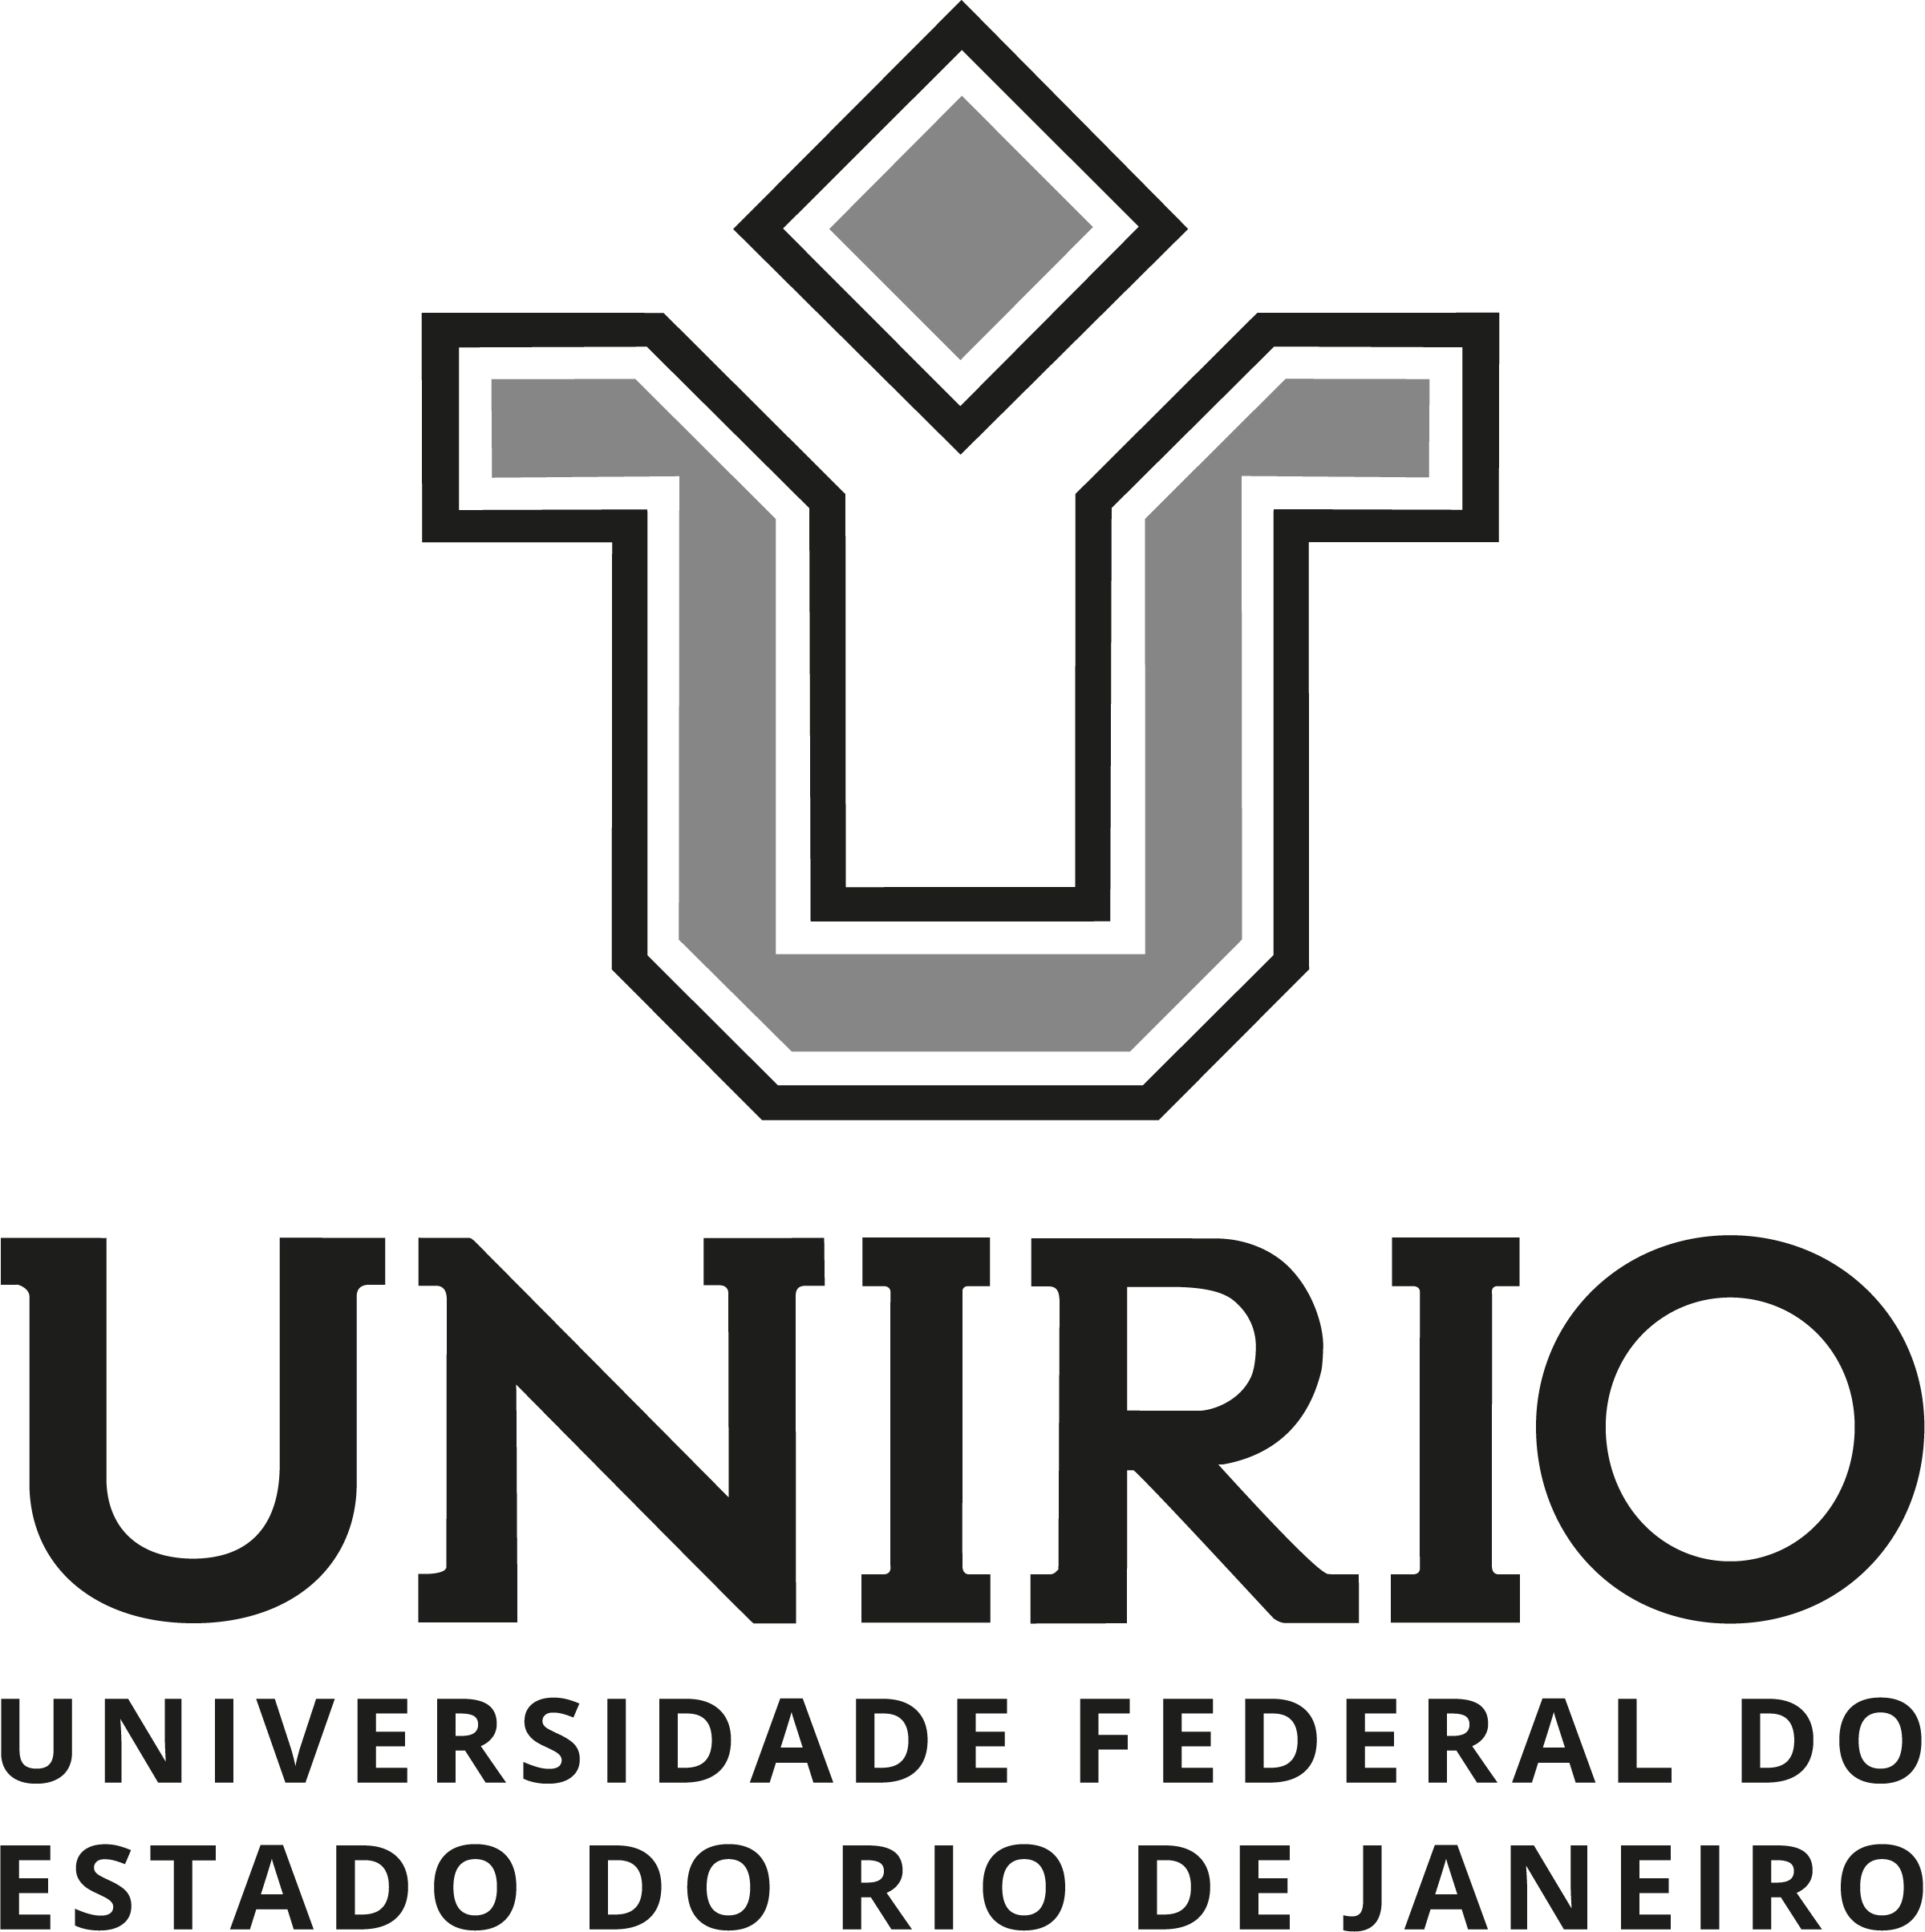 UNIRIO
UNIVERSIDADE FEDERAL DO
ESTADO DO RIO DE JANEIRO